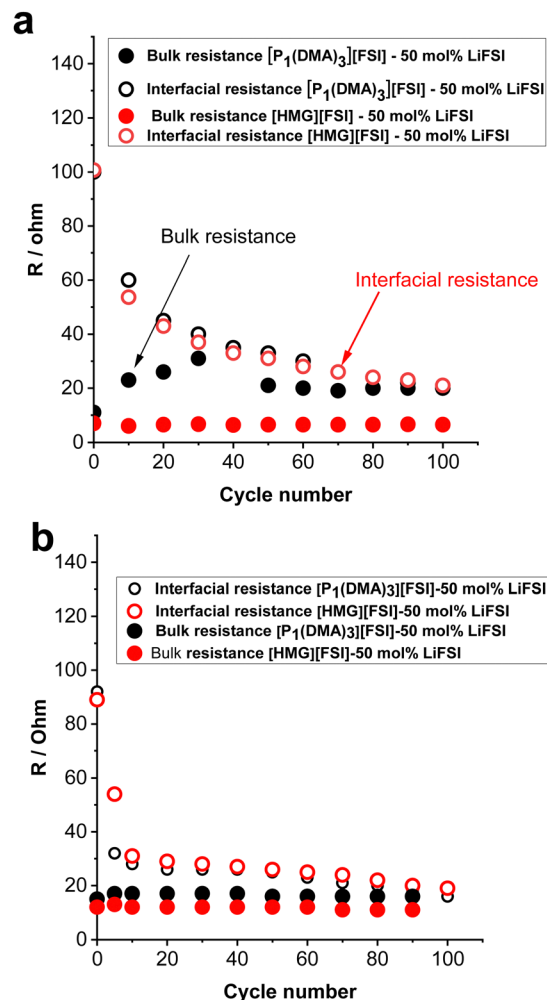 a
Bulk resistance [P1(DMA)3][FSI] - 50 mol% LiFSI
Interfacial resistance [P1(DMA)3][FSI] - 50 mol% LiFSI
Bulk resistance [HMG][FSI] - 50 mol% LiFSI
Interfacial resistance [HMG][FSI] - 50 mol% LiFSI
140
120
100
80
60
40
20
0
R / ohm
Bulk resistance
Interfacial resistance
0 20 40 60 80 100
Cycle number
b
Interfacial resistance [P1(DMA)3][FSI]-50 mol% LiFSI
Interfacial resistance [HMG][FSI]-50 mol% LiFSI
Bulk resistance [P1(DMA)3][FSI]-50 mol% LiFSI
Bulk resistance [HMG][FSI]-50 mol% LiFSI
140
120
100
80
60
40
20
0
R / Ohm
0 20 40 60 80 100
Cycle number